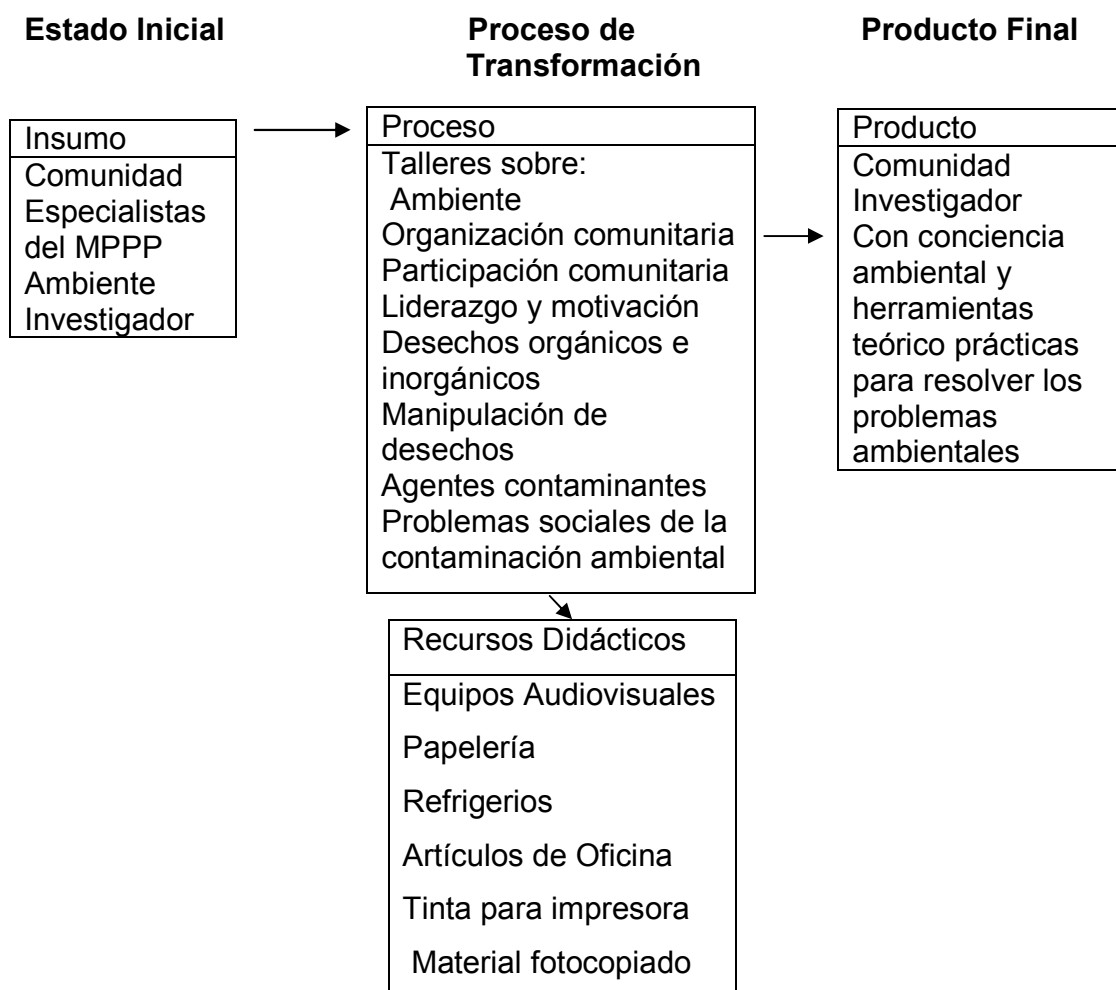 Estado Inicial
Proceso de
Transformación
Producto Final
Insumo
Comunidad
Especialistas
del MPPP
Ambiente
Investigador
Proceso
Talleres sobre:
Ambiente
Organización comunitaria
Participación comunitaria
Liderazgo y motivación
Desechos orgánicos e
inorgánicos
Manipulación de
desechos
Agentes contaminantes
Problemas sociales de la
contaminación ambiental
Producto
Comunidad
Investigador
Con conciencia
ambiental y
herramientas
teórico prácticas
para resolver los
problemas
ambientales
Recursos Didácticos
Equipos Audiovisuales
Papelería
Refrigerios
Artículos de Oficina
Tinta para impresora
Material fotocopiado